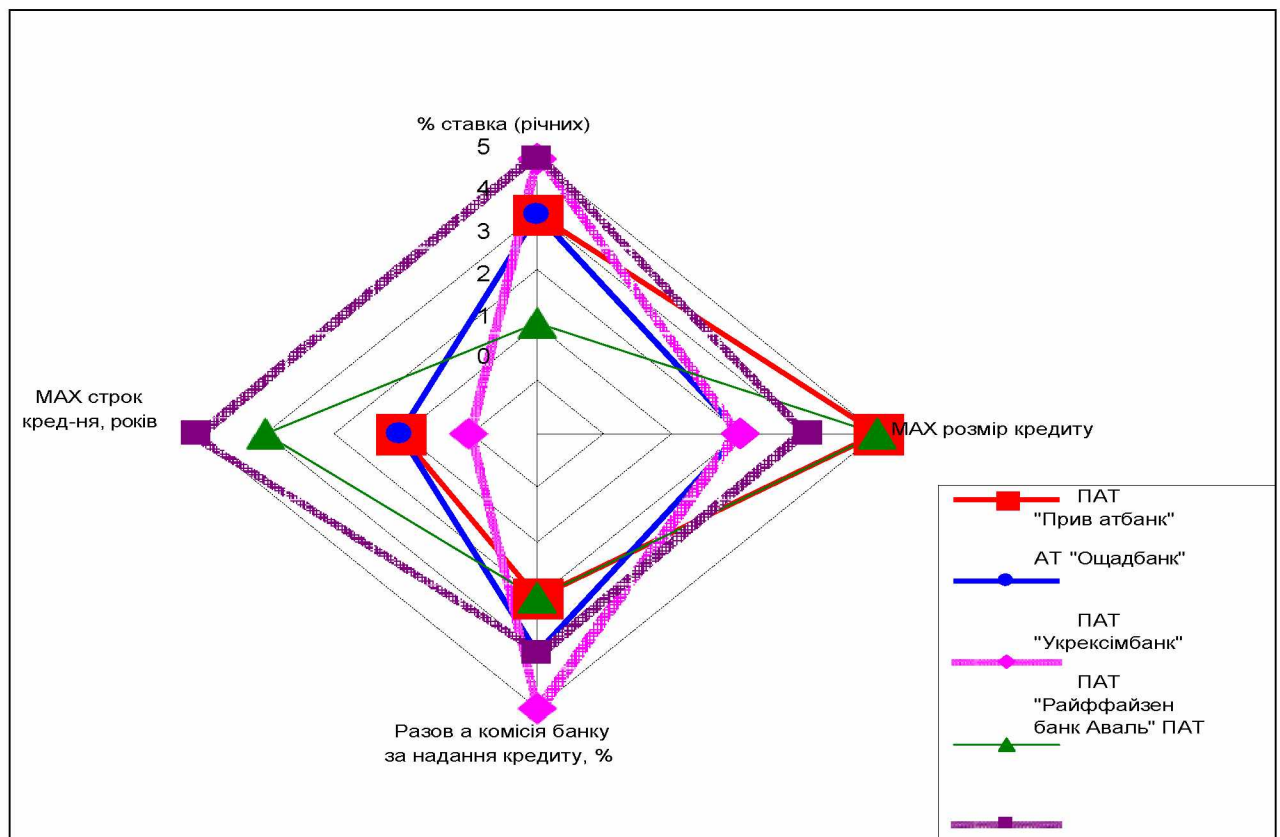 % ставка (річних)
5
4
3
2
1
0
MAX строк
кред-ня, років
MAX розмір кредиту
Разов а комісія банку
за надання кредиту, %
ПАТ
"Прив атбанк"
АТ "Ощадбанк"
ПАТ
"Укрексімбанк"
ПАТ
"Райффайзен
банк Аваль" ПАТ